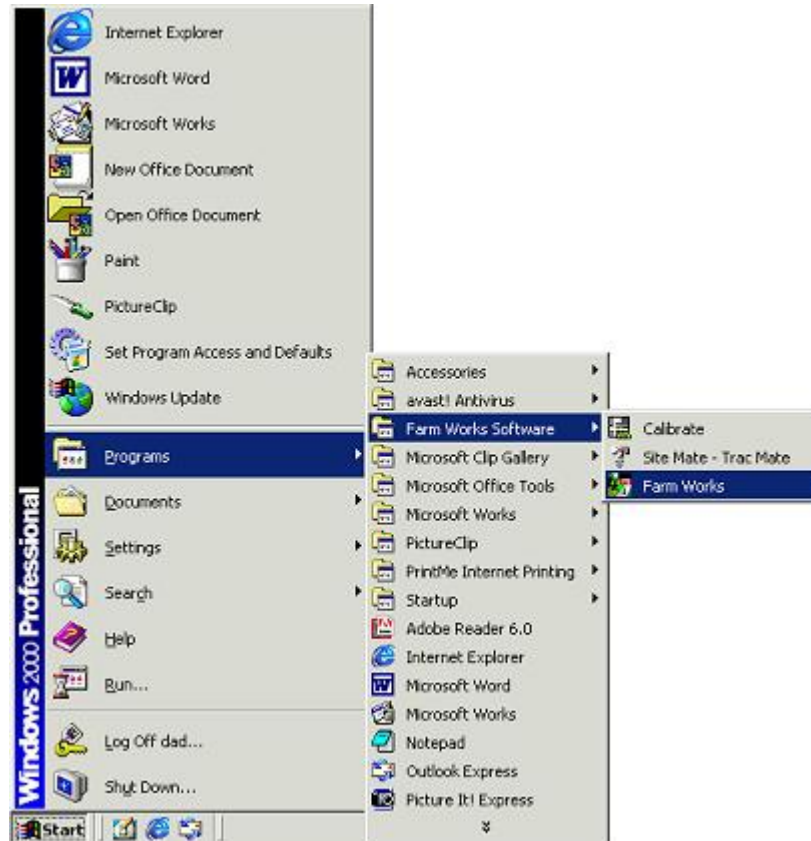 Internet Explorer
Microsoft Word
Microsoft Works
New Office Document
Open Office Document
Paint
PictureClip
Set Program Access and Defaults
Windows Update
Programs
Documents
Settings
Search
Help
Run...
Log Off dad...
Shut Down...
Windows 2000 Professional
Start
Accessories
avast! Antivirus
Farm Works Software
Microsoft Clip Gallery
Microsoft Office Tools
Microsoft Works
PictureClip
PrintMe Internet Printing
Startup
Adobe Reader 6.0
Internet Explorer
Microsoft Word
Microsoft Works
Notepad
Outlook Express
Picture It! Express
Calibrate
Site Mate - Trac Mate
Farm Works